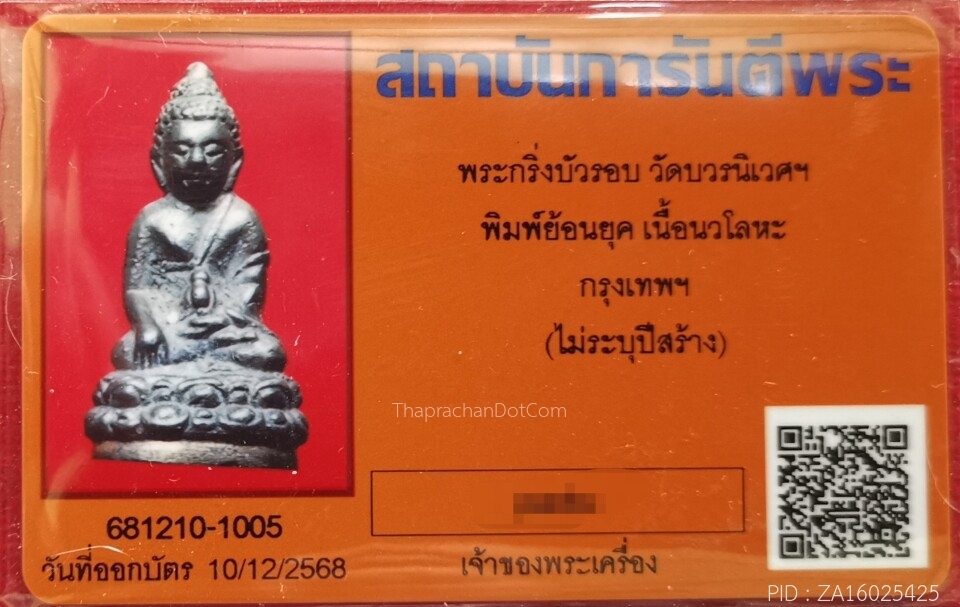 สถาบันการันตีพระ
พระกริ่งบัวรอบ วัดบวรนิเวศฯ
พิมพ์ย้อนยุค เนื้อนวโลหะ
กรุงเทพฯ
(ไม่ระบุปีสร้าง)
ThaprachanDotCom
681210-1005
วันที่ออกบัตร 10/12/2568
เจ้าของพระเครื่อง
PID : ZA16025425